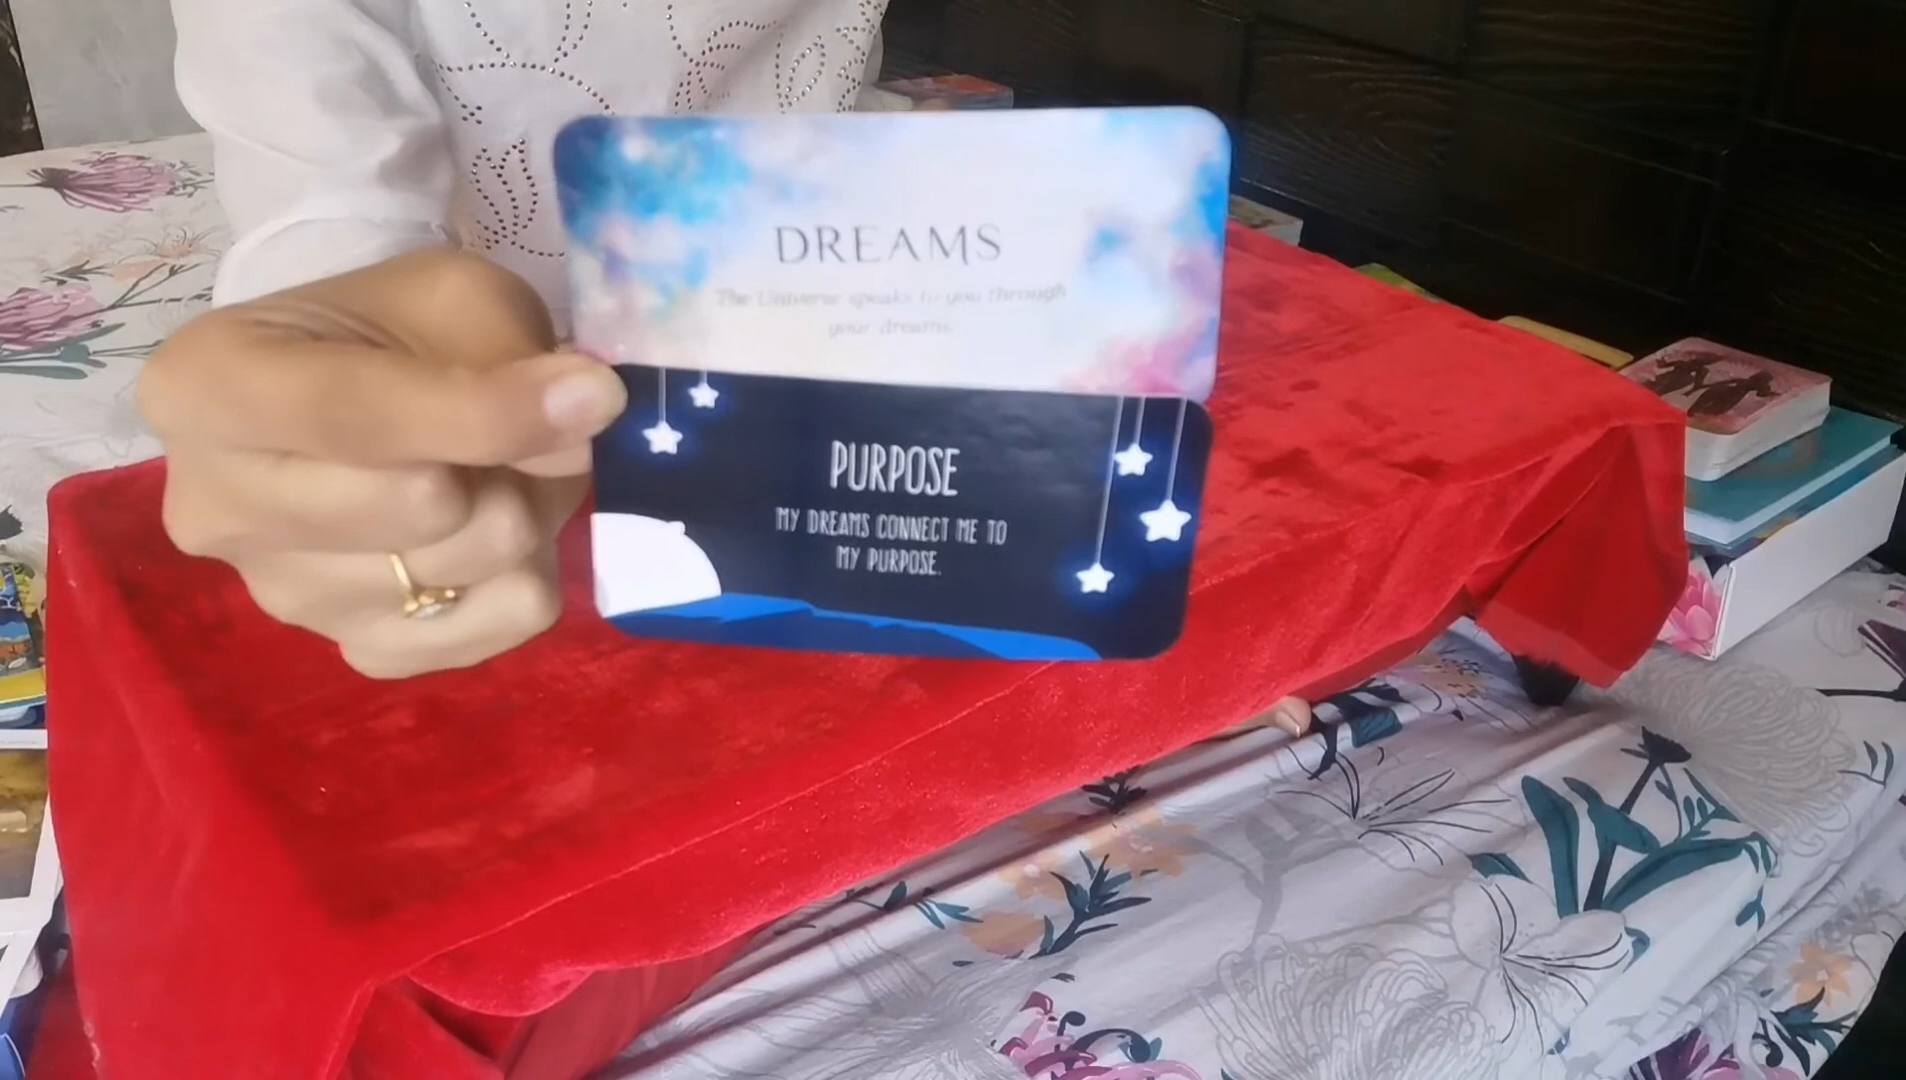 DREAMS
The Universe speaks to you through
your dreams.
PURPOSE
MY DREAMS CONNECT ME TO
MY PURPOSE.